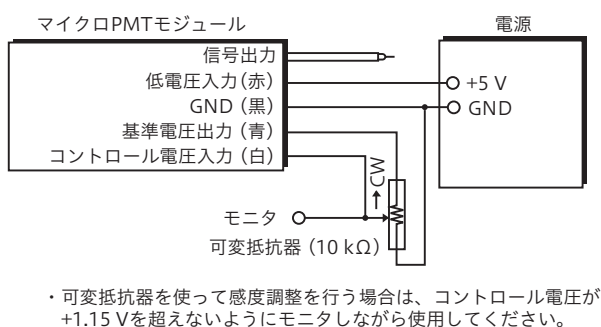 マイクロPMTモジュール
電源
信号出力
低電圧入力（赤）
+5 V
GND（黒）
GND
基準電圧出力（青）
コントロール電圧入力（白）
CW
モニタ
可変抵抗器（10 kΩ）
・可変抵抗器を使って感度調整を行う場合は、コントロール電圧が
+1.15 Vを超えないようにモニタしながら使用してください。